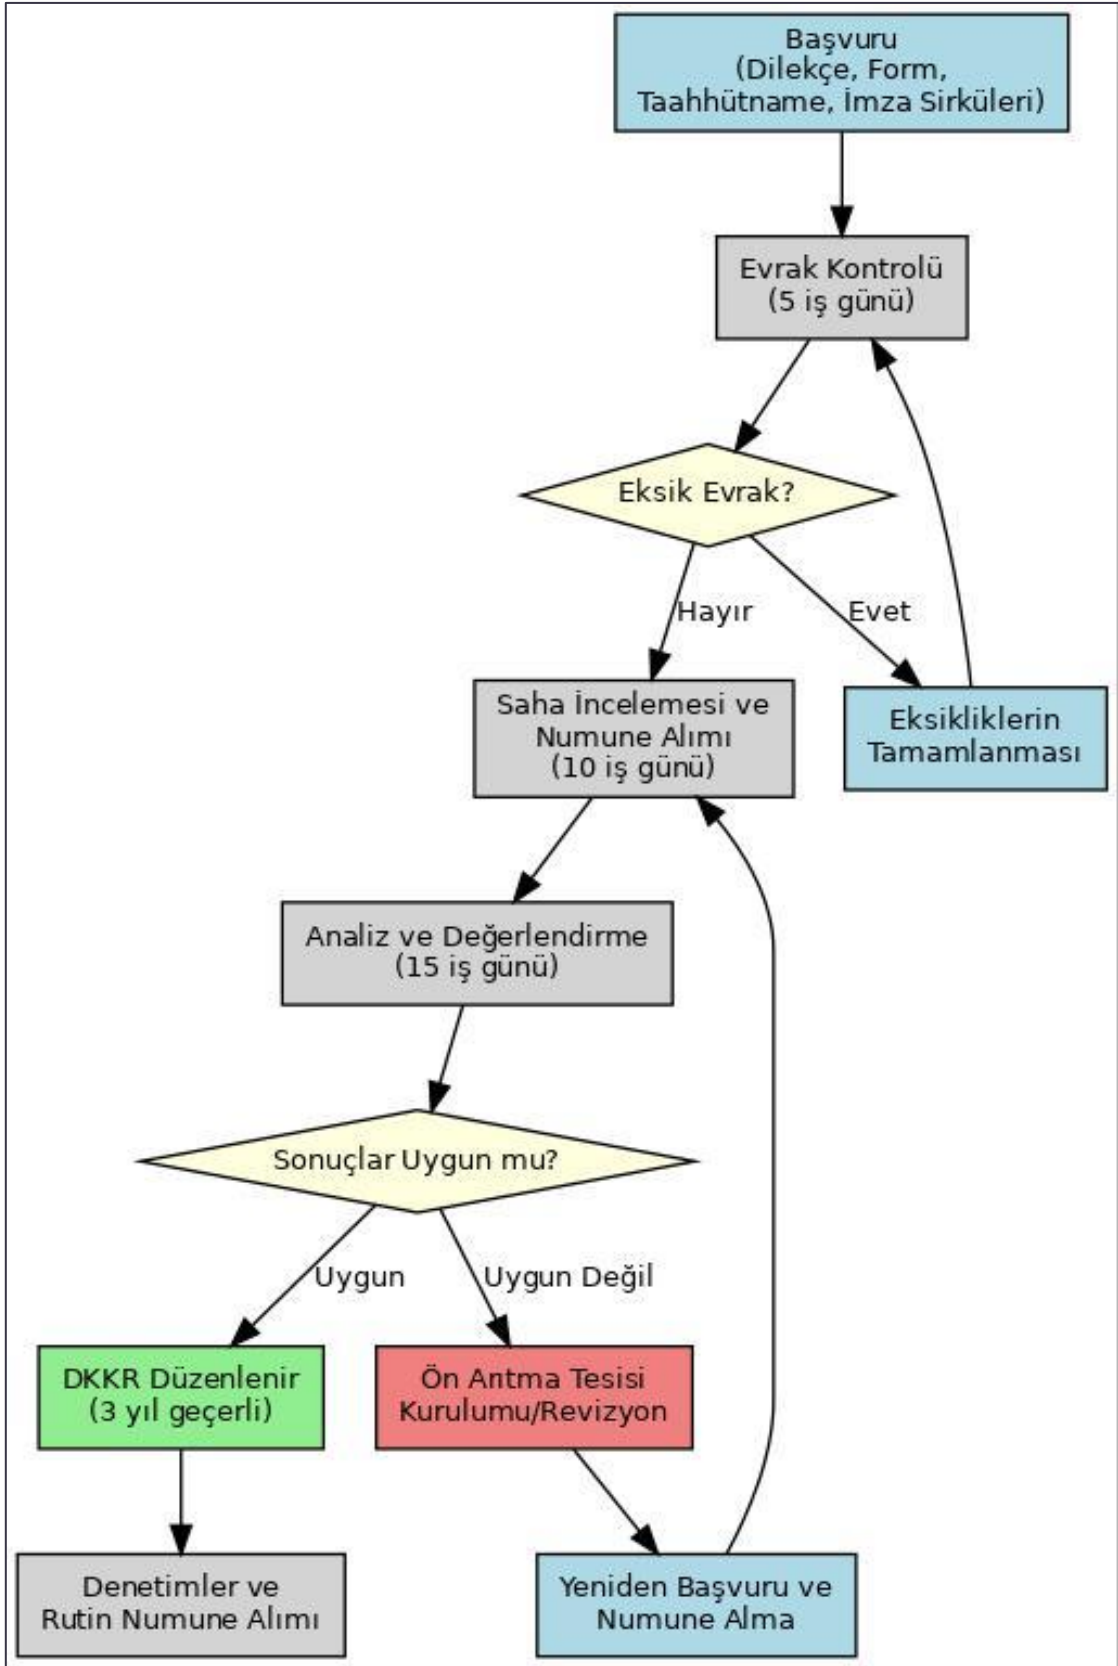 Başvuru
(Dilekçe, Form,
Taahhütname, İmza Sirküleri)
Evrak Kontrolü
(5 iş günü)
Eksik Evrak?
Hayır
Evet
Saha İncelemesi ve
Numune Alımı
(10 iş günü)
Eksikliklerin
Tamamlanması
Analiz ve Değerlendirme
(15 iş günü)
Sonuçlar Uygun mu?
Uygun
Uygun Değil
DKKR Düzenlenir
(3 yıl geçerli)
Ön Arıtma Tesisi
Kurulumu/Revizyon
Denetimler ve
Rutin Numune Alımı
Yeniden Başvuru ve
Numune Alma